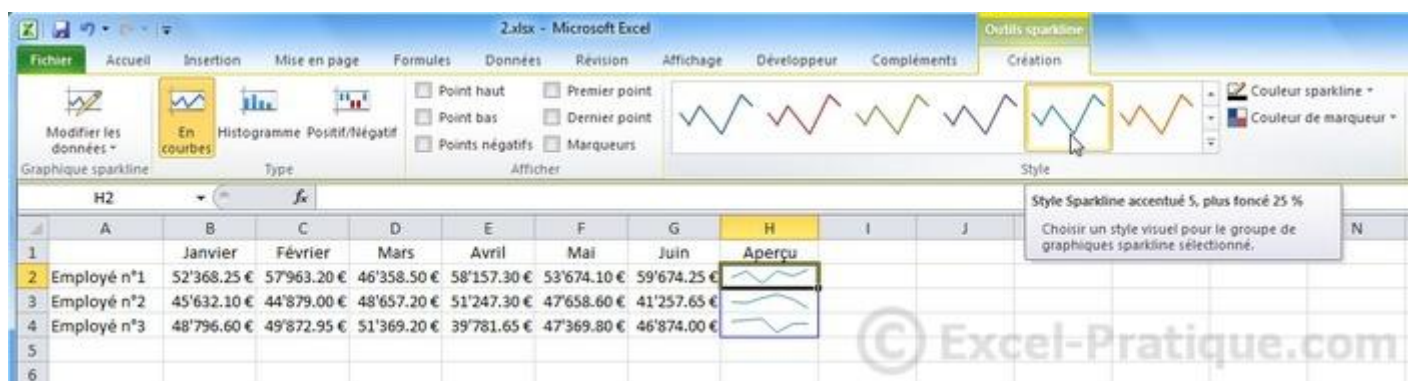 2.xlsx - Microsoft Excel
Outils sparkline
Fichier Accueil Insertion Mise en page Formules Données Révision Affichage Développeur Compléments Création
Modifier les données
En courbes
Histogramme
Positif/Négatif
Point haut
Point bas
Points négatifs
Premier point
Dernier point
Marqueurs
Couleur sparkline
Couleur de marqueur
Graphique sparkline Type Afficher Style
H2 fx
Style Sparkline accentué 5, plus foncé 25 %
Choisir un style visuel pour le groupe de
graphiques sparkline sélectionné.
A B C D E F G H I J N
1 Janvier Février Mars Avril Mai Juin Aperçu
2 Employé n°1 52'368.25 € 57'963.20 € 46'358.50 € 58'157.30 € 53'674.10 € 59'674.25 €
3 Employé n°2 45'632.10 € 44'879.00 € 48'657.20 € 51'247.30 € 47'658.60 € 41'257.65 €
4 Employé n°3 48'796.60 € 49'872.95 € 51'369.20 € 39'781.65 € 47'369.80 € 46'874.00 €
5
6
© Excel-Pratique.com